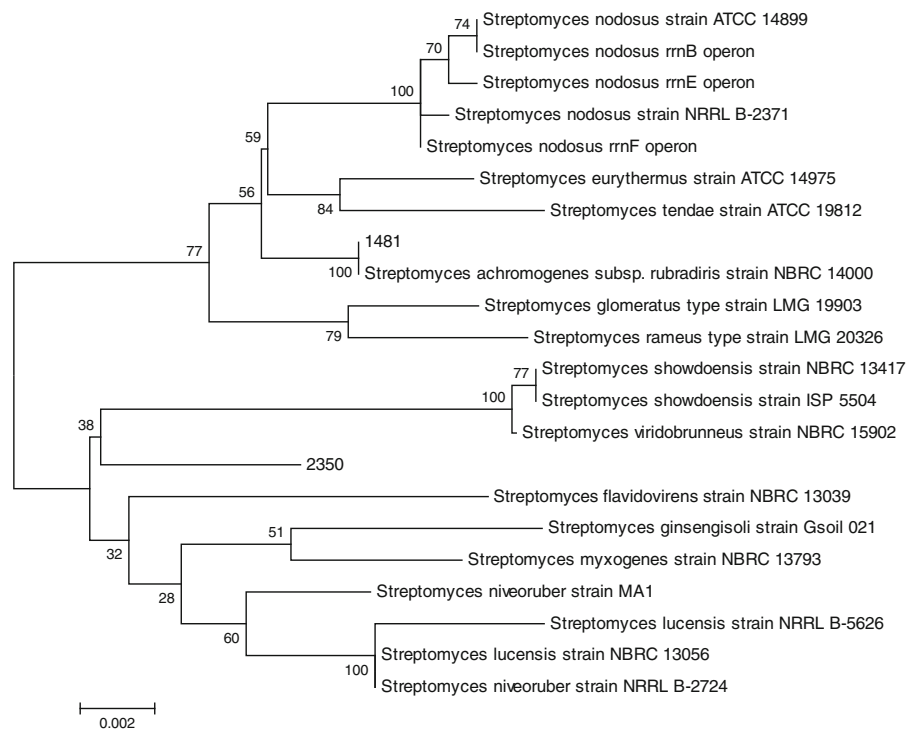 74
Streptomyces nodosus strain ATCC 14899
70
Streptomyces nodosus rrnB operon
Streptomyces nodosus rrnE operon
100
Streptomyces nodosus strain NRRL B-2371
59
Streptomyces nodosus rrnF operon
Streptomyces eurythermus strain ATCC 14975
56
84
Streptomyces tendae strain ATCC 19812
77
1481
100
Streptomyces achromogenes subsp. rubradiris strain NBRC 14000
Streptomyces glomeratus type strain LMG 19903
79
Streptomyces rameus type strain LMG 20326
77
Streptomyces showdoensis strain NBRC 13417
100
Streptomyces showdoensis strain ISP 5504
38
Streptomyces viridobrunneus strain NBRC 15902
2350
Streptomyces flavidovirens strain NBRC 13039
51
Streptomyces ginsengisoli strain Gsoil 021
32
Streptomyces myxogenes strain NBRC 13793
28
Streptomyces niveoruber strain MA1
60
Streptomyces lucensis strain NRRL B-5626
Streptomyces lucensis strain NBRC 13056
100
Streptomyces niveoruber strain NRRL B-2724
0.002